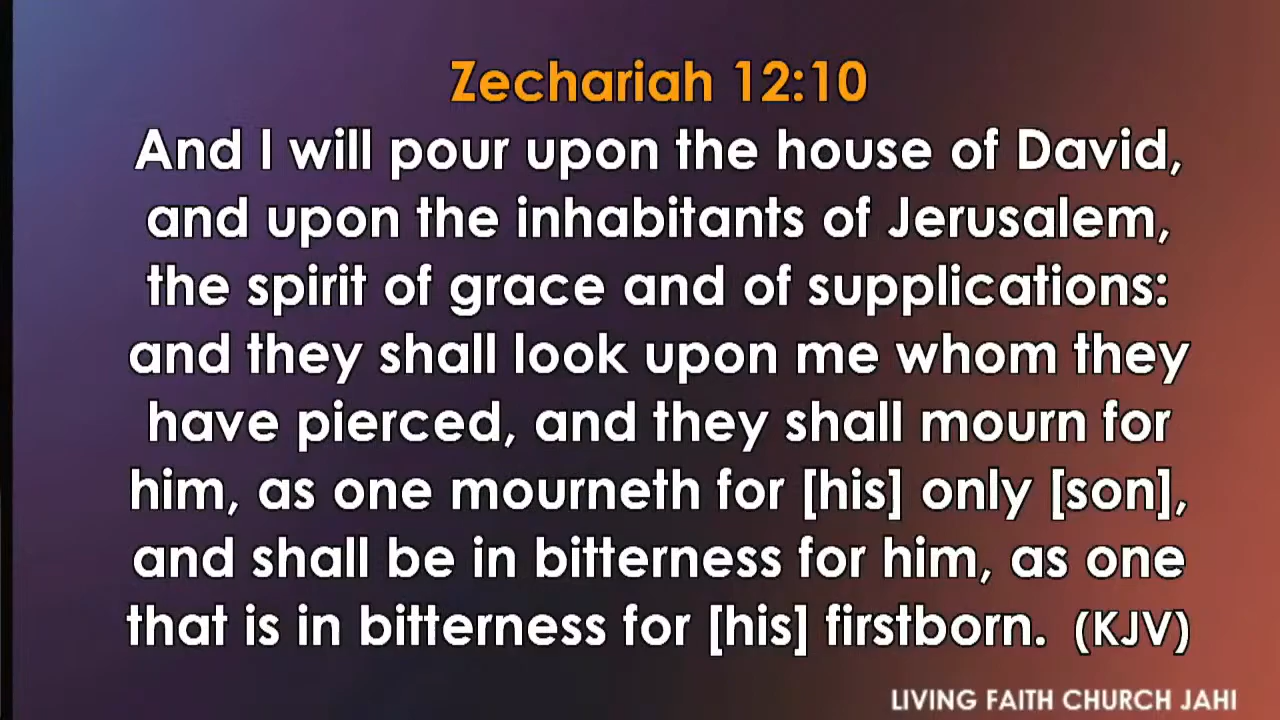 Zechariah 12:10
And I will pour upon the house of David,
and upon the inhabitants of Jerusalem,
the spirit of grace and of supplications:
and they shall look upon me whom they
have pierced, and they shall mourn for
him, as one mourneth for [his] only [son],
and shall be in bitterness for him, as one
that is in bitterness for [his] firstborn. (KJV)
LIVING FAITH CHURCH JAHI